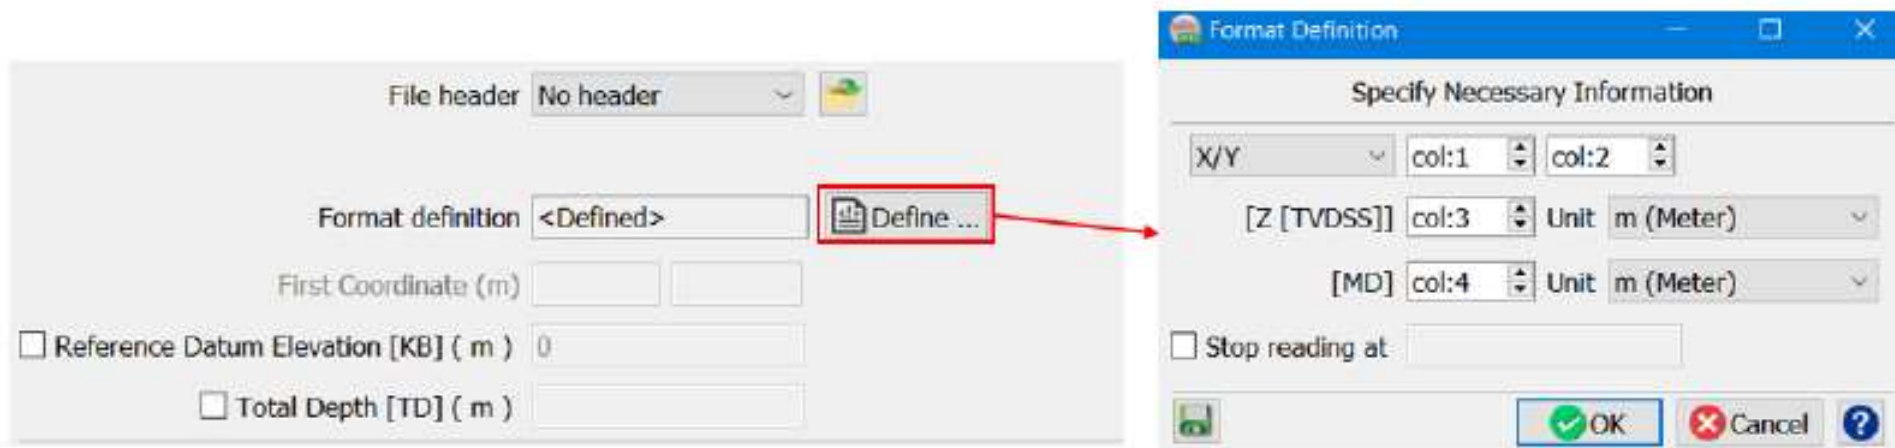 File header No header
Format definition <Defined> Define ...
First Coordinate (m)
Reference Datum Elevation [KB] ( m ) 0
Total Depth [TD] ( m )
Format Definition
Specify Necessary Information
X/Y col:1 col:2
[Z [TVDSS]] col:3 Unit m (Meter)
[MD] col:4 Unit m (Meter)
Stop reading at
OK Cancel ?